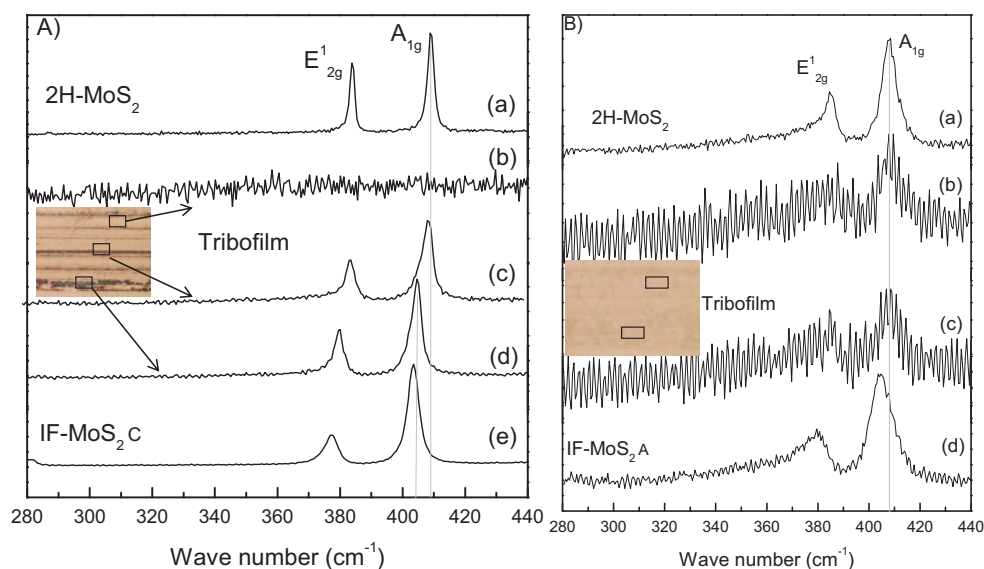 A)
A1g
E12g
2H-MoS2
(a)
(b)
Tribofilm
(c)
(d)
IF-MoS2 C
(e)
280 300 320 340 360 380 400 420 440
Wave number (cm-1)
B)
A1g
E12g
2H-MoS2
(a)
(b)
Tribofilm
(c)
IF-MoS2 A
(d)
280 300 320 340 360 380 400 420 440
Wave number (cm-1)